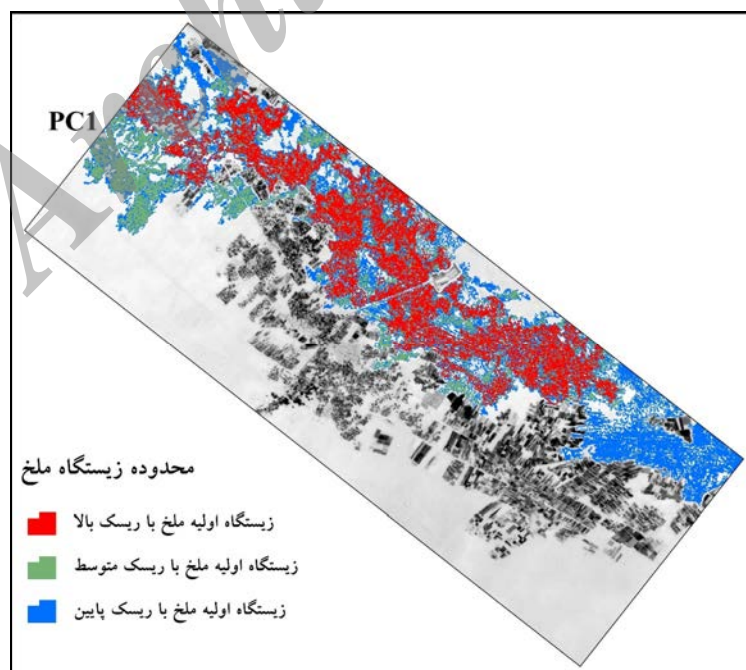 PC1
محدوده زیستگاه ملخ
زیستگاه اولیه ملخ با ریسک بالا
زیستگاه اولیه ملخ با ریسک متوسط
زیستگاه اولیه ملخ با ریسک پایین